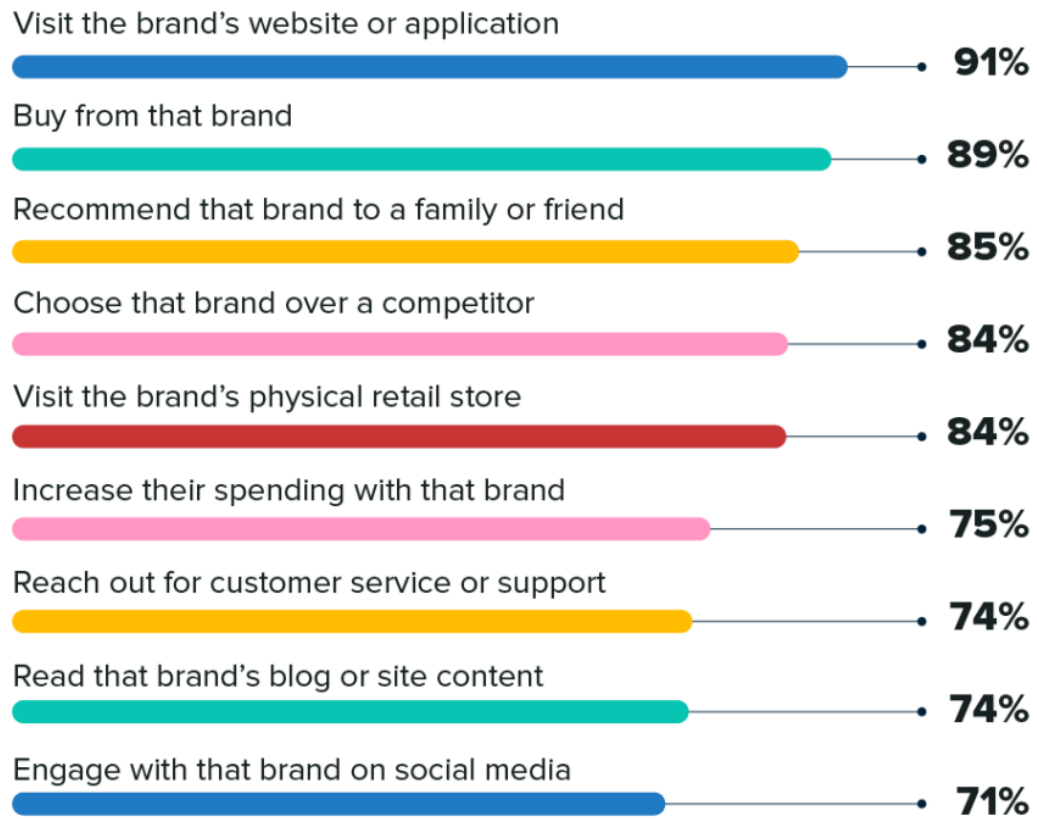 Visit the brand’s website or application
91%
Buy from that brand
89%
Recommend that brand to a family or friend
85%
Choose that brand over a competitor
84%
Visit the brand’s physical retail store
84%
Increase their spending with that brand
75%
Reach out for customer service or support
74%
Read that brand’s blog or site content
74%
Engage with that brand on social media
71%